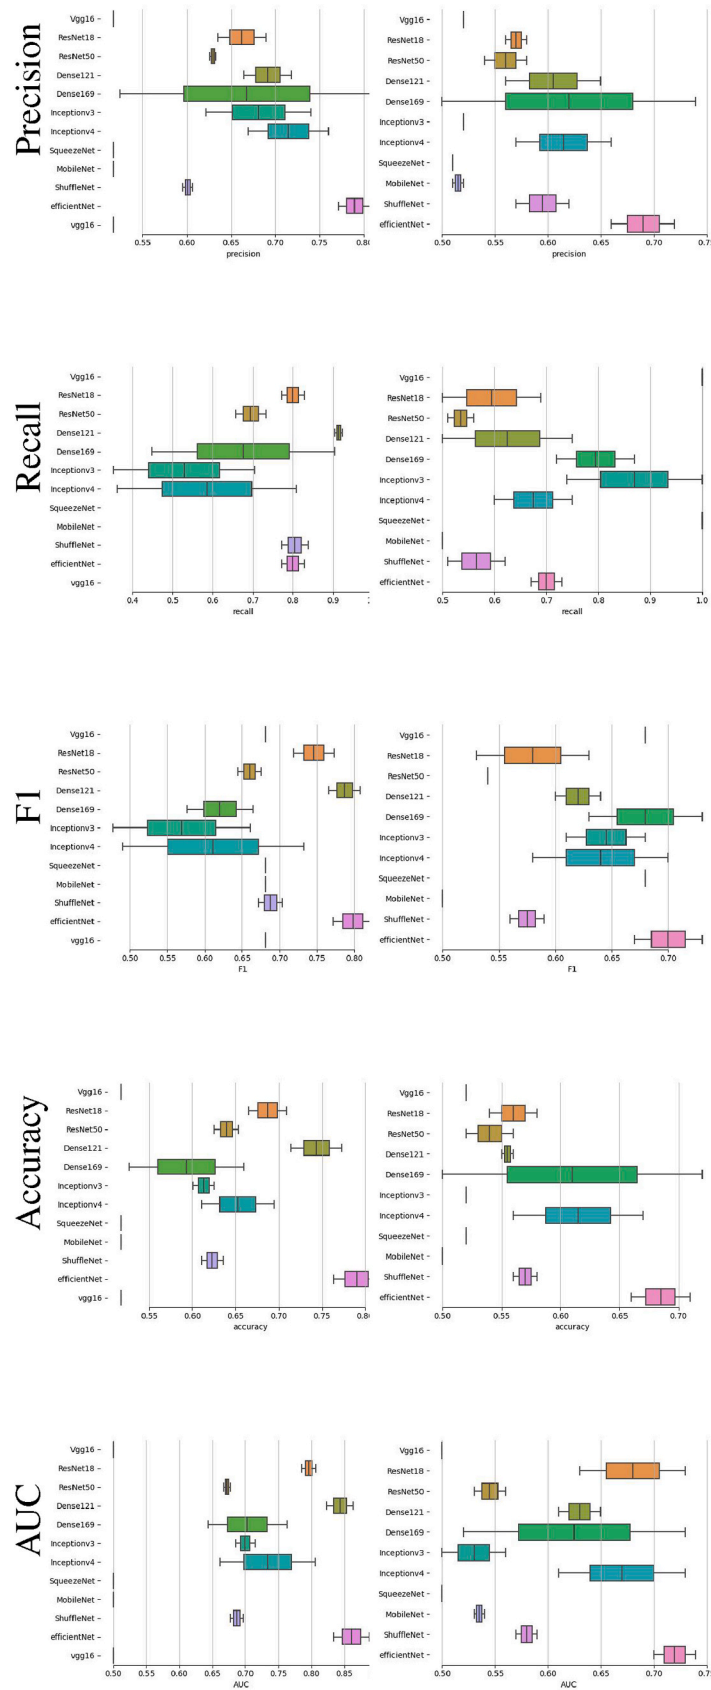 Precision
Vgg16
ResNet18
ResNet50
Dense121
Dense169
Inceptionv3
Inceptionv4
SqueezeNet
MobileNet
ShuffleNet
efficientNet
vgg16
0.55 0.60 0.65 0.70 0.75 0.80
precision
Vgg16
ResNet18
ResNet50
Dense121
Dense169
Inceptionv3
Inceptionv4
SqueezeNet
MobileNet
ShuffleNet
efficientNet
0.50 0.55 0.60 0.65 0.70 0.75
precision
Recall
Vgg16
ResNet18
ResNet50
Dense121
Dense169
Inceptionv3
Inceptionv4
SqueezeNet
MobileNet
ShuffleNet
efficientNet
vgg16
0.4 0.5 0.6 0.7 0.8 0.9
recall
Vgg16
ResNet18
ResNet50
Dense121
Dense169
Inceptionv3
Inceptionv4
SqueezeNet
MobileNet
ShuffleNet
efficientNet
0.5 0.6 0.7 0.8 0.9 1.0
recall
F1
Vgg16
ResNet18
ResNet50
Dense121
Dense169
Inceptionv3
Inceptionv4
SqueezeNet
MobileNet
ShuffleNet
efficientNet
vgg16
0.50 0.55 0.60 0.65 0.70 0.75 0.80
F1
Vgg16
ResNet18
ResNet50
Dense121
Dense169
Inceptionv3
Inceptionv4
SqueezeNet
MobileNet
ShuffleNet
efficientNet
0.50 0.55 0.60 0.65 0.70
F1
Accuracy
Vgg16
ResNet18
ResNet50
Dense121
Dense169
Inceptionv3
Inceptionv4
SqueezeNet
MobileNet
ShuffleNet
efficientNet
vgg16
0.55 0.60 0.65 0.70 0.75 0.80
accuracy
Vgg16
ResNet18
ResNet50
Dense121
Dense169
Inceptionv3
Inceptionv4
SqueezeNet
MobileNet
ShuffleNet
efficientNet
0.50 0.55 0.60 0.65 0.70
accuracy
AUC
Vgg16
ResNet18
ResNet50
Dense121
Dense169
Inceptionv3
Inceptionv4
SqueezeNet
MobileNet
ShuffleNet
efficientNet
vgg16
0.50 0.55 0.60 0.65 0.70 0.75 0.80 0.85
AUC
Vgg16
ResNet18
ResNet50
Dense121
Dense169
Inceptionv3
Inceptionv4
SqueezeNet
MobileNet
ShuffleNet
efficientNet
0.50 0.55 0.60 0.65 0.70 0.75
AUC